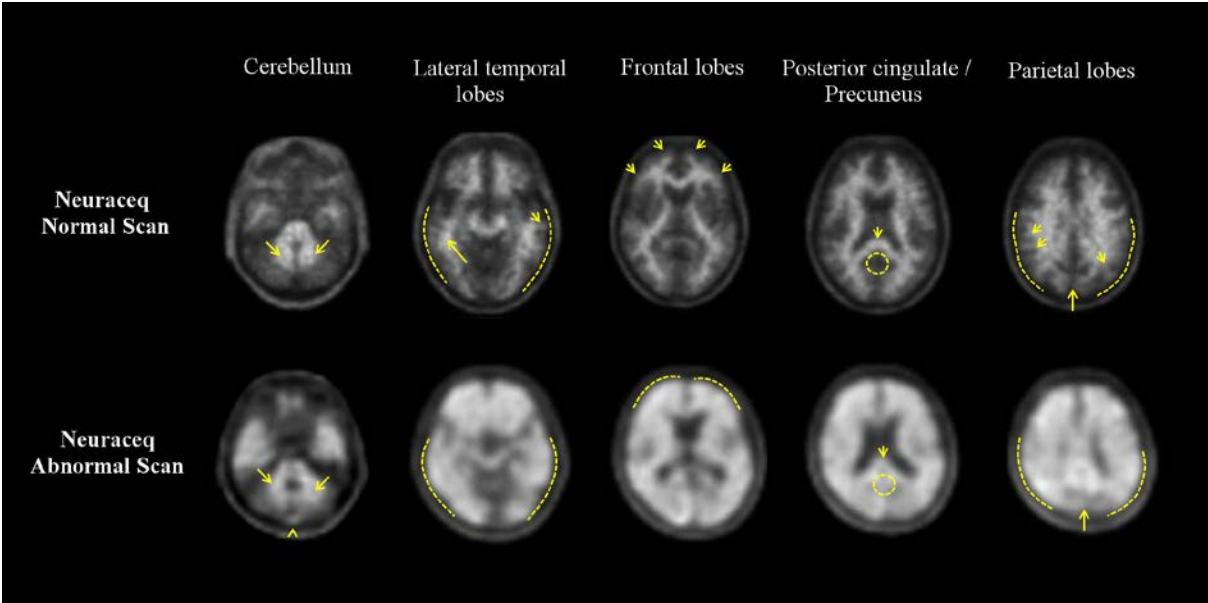 Cerebellum
Lateral temporal
lobes
Frontal lobes
Posterior cingulate /
Precuneus
Parietal lobes
Neuraceq
Normal Scan
Neuraceq
Abnormal Scan